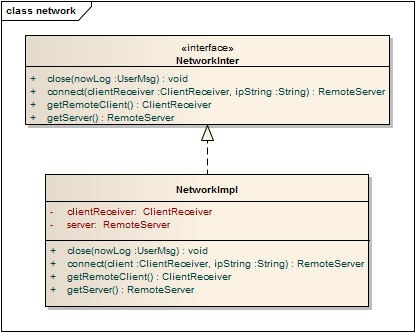 class network
«interface»
NetworkInter
+ close(nowLog :UserMsg) : void
+ connect(clientReceiver :ClientReceiver, ipString :String) : RemoteServer
+ getRemoteClient() : ClientReceiver
+ getServer() : RemoteServer
NetworkImpl
- clientReceiver: ClientReceiver
- server: RemoteServer
+ close(nowLog :UserMsg) : void
+ connect(client :ClientReceiver, ipString :String) : RemoteServer
+ getRemoteClient() : ClientReceiver
+ getServer() : RemoteServer